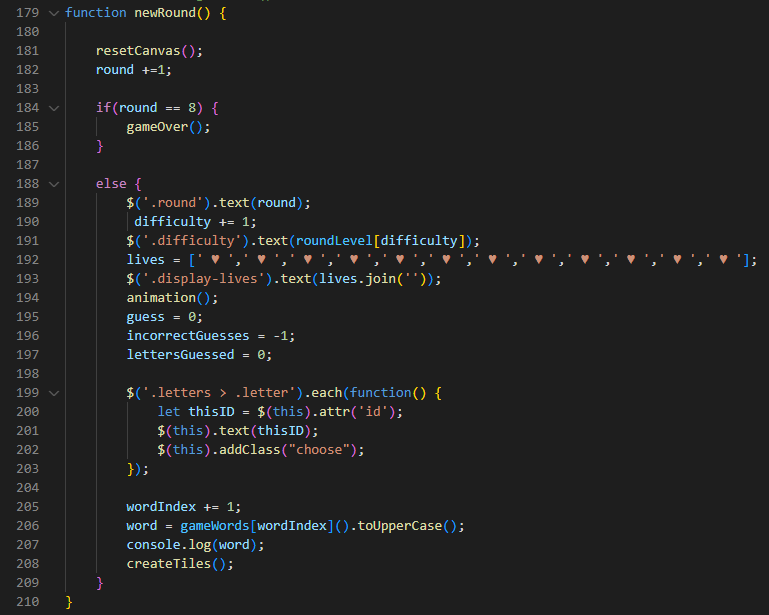 179 function newRound() {
180
181     resetCanvas();
182     round +=1;
183
184     if(round == 8) {
185         gameOver();
186     }
187
188     else {
189         $('.round').text(round);
190          difficulty += 1;
191         $('.difficulty').text(roundLevel[difficulty]);
192         lives = [' ♥ ',' ♥ ',' ♥ ',' ♥ ',' ♥ ',' ♥ ',' ♥ ',' ♥ ',' ♥ ',' ♥ ',' ♥ ',' ♥ '];
193         $('.display-lives').text(lives.join(''));
194         animation();
195         guess = 0;
196         incorrectGuesses = -1;
197         lettersGuessed = 0;
198
199         $('.letters > .letter').each(function() {
200             let thisID = $(this).attr('id');
201             $(this).text(thisID);
202             $(this).addClass("choose");
203         });
204
205         wordIndex += 1;
206         word = gameWords[wordIndex]().toUpperCase();
207         console.log(word);
208         createTiles();
209     }
210 }